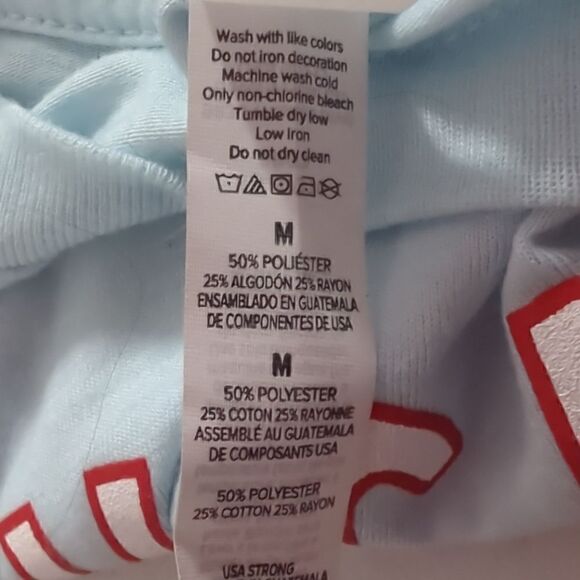 Wash with like colors
Do not iron decoration
Machine wash cold
Only non-chlorine bleach
Tumble dry low
Low iron
Do not dry clean
M
50% POLIÉSTER
25% ALGODÓN 25% RAYON
ENSAMBLADO EN GUATEMALA
DE COMPONENTES DE USA
M
50% POLYESTER
25% COTON 25% RAYONNE
ASSEMBLÉ AU GUATEMALA
DE COMPOSANTS USA
50% POLYESTER
25% COTTON 25% RAYON
USA STRONG